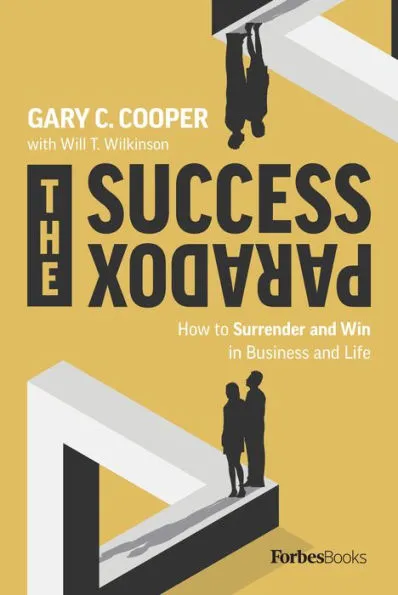 GARY C. COOPER
with Will T. Wilkinson
THE
SUCCESS
PARADOX
How to Surrender and Win
in Business and Life
ForbesBooks